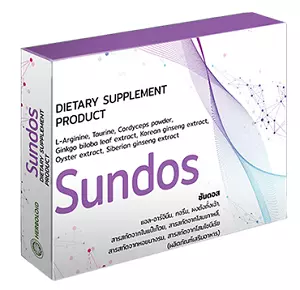 DIETARY SUPPLEMENT
PRODUCT
L-Arginine, Taurine, Cordyceps powder,
Ginkgo biloba leaf extract, Korean ginseng extract,
Oyster extract, Siberian ginseng extract
Sundos
ซันดอส
แอล-อาร์จินีน, ทอรีน, ผงถั่งเช่า,
สารสกัดจากใบแป๊ะก๊วย, สารสกัดจากโสมเกาหลี,
สารสกัดจากหอยนางรม, สารสกัดจากโสมไซบีเรีย
(ผลิตภัณฑ์เสริมอาหาร)
Sundos
DIETARY SUPPLEMENT
PRODUCT
HERBOLOID